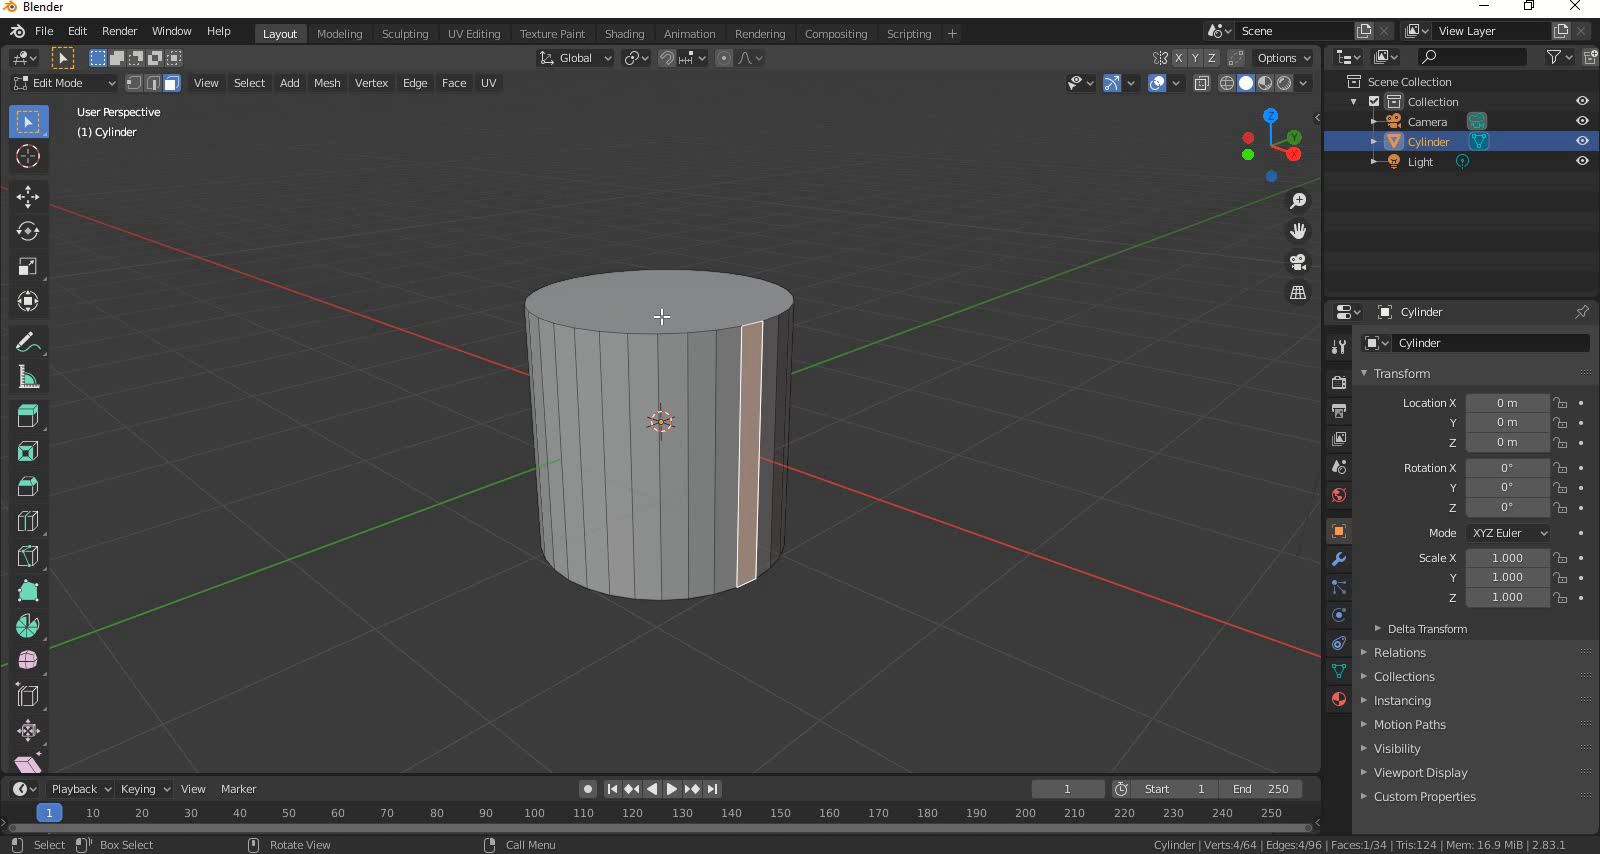 Blender
File Edit Render Window Help Layout Modeling Sculpting UV Editing Texture Paint Shading Animation Rendering Compositing Scripting + Scene View Layer
Global X Y Z Options
Edit Mode View Select Add Mesh Vertex Edge Face UV
User Perspective
(1) Cylinder
Z
Y
X
Scene Collection
Collection
Camera
Cylinder
Light
Cylinder
Cylinder
Transform
Location X 0 m
Y 0 m
Z 0 m
Rotation X 0°
Y 0°
Z 0°
Mode XYZ Euler
Scale X 1.000
Y 1.000
Z 1.000
Delta Transform
Relations
Collections
Instancing
Motion Paths
Visibility
Viewport Display
Custom Properties
Playback Keying View Marker 1 Start 1 End 250
1 10 20 30 40 50 60 70 80 90 100 110 120 130 140 150 160 170 180 190 200 210 220 230 240 250
Select Box Select Rotate View Call Menu Cylinder | Verts:4/64 | Edges:4/96 | Faces:1/34 | Tris:124 | Mem: 16.9 MiB | 2.83.1